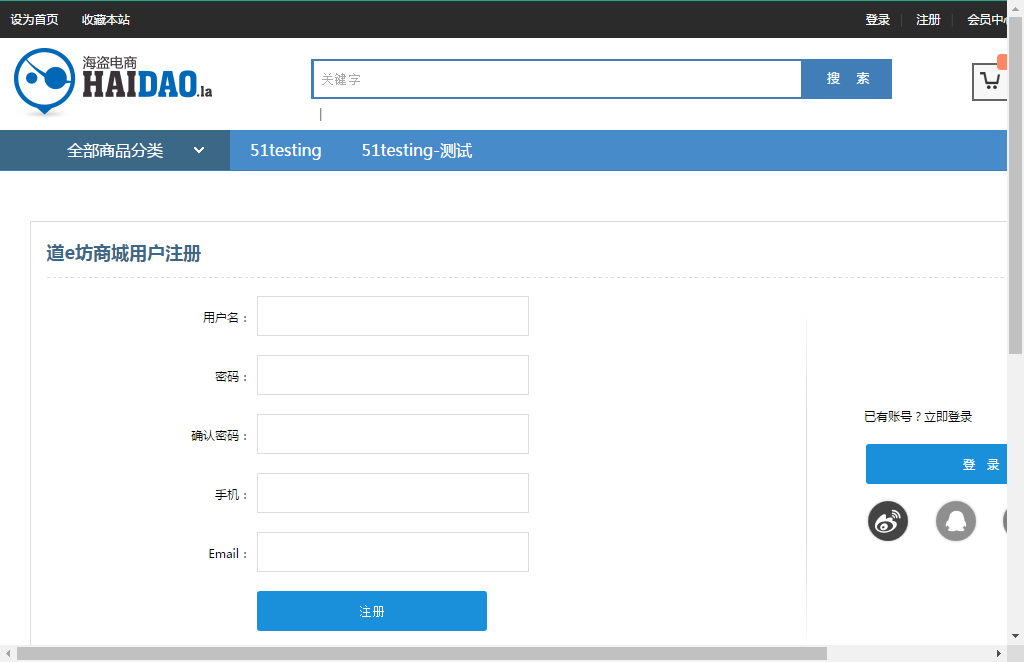 设为首页 收藏本站 登录 注册 会员中
海盗电商
HAIDAO.la
关键字 搜 索
全部商品分类 51testing 51testing-测试
道e坊商城用户注册
用户名：
密码：
确认密码：
手机：
Email：
注册
已有账号？立即登录
登 录